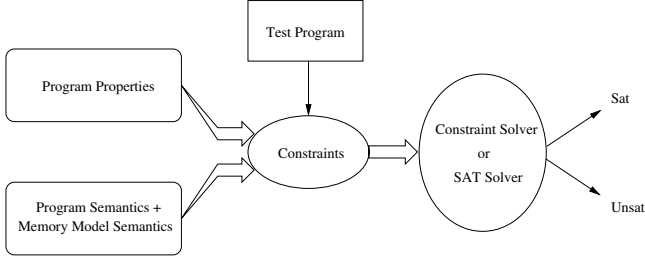 Test Program
Program Properties
Constraints
Program Semantics +
Memory Model Semantics
Constraint Solver
or
SAT Solver
Sat
Unsat